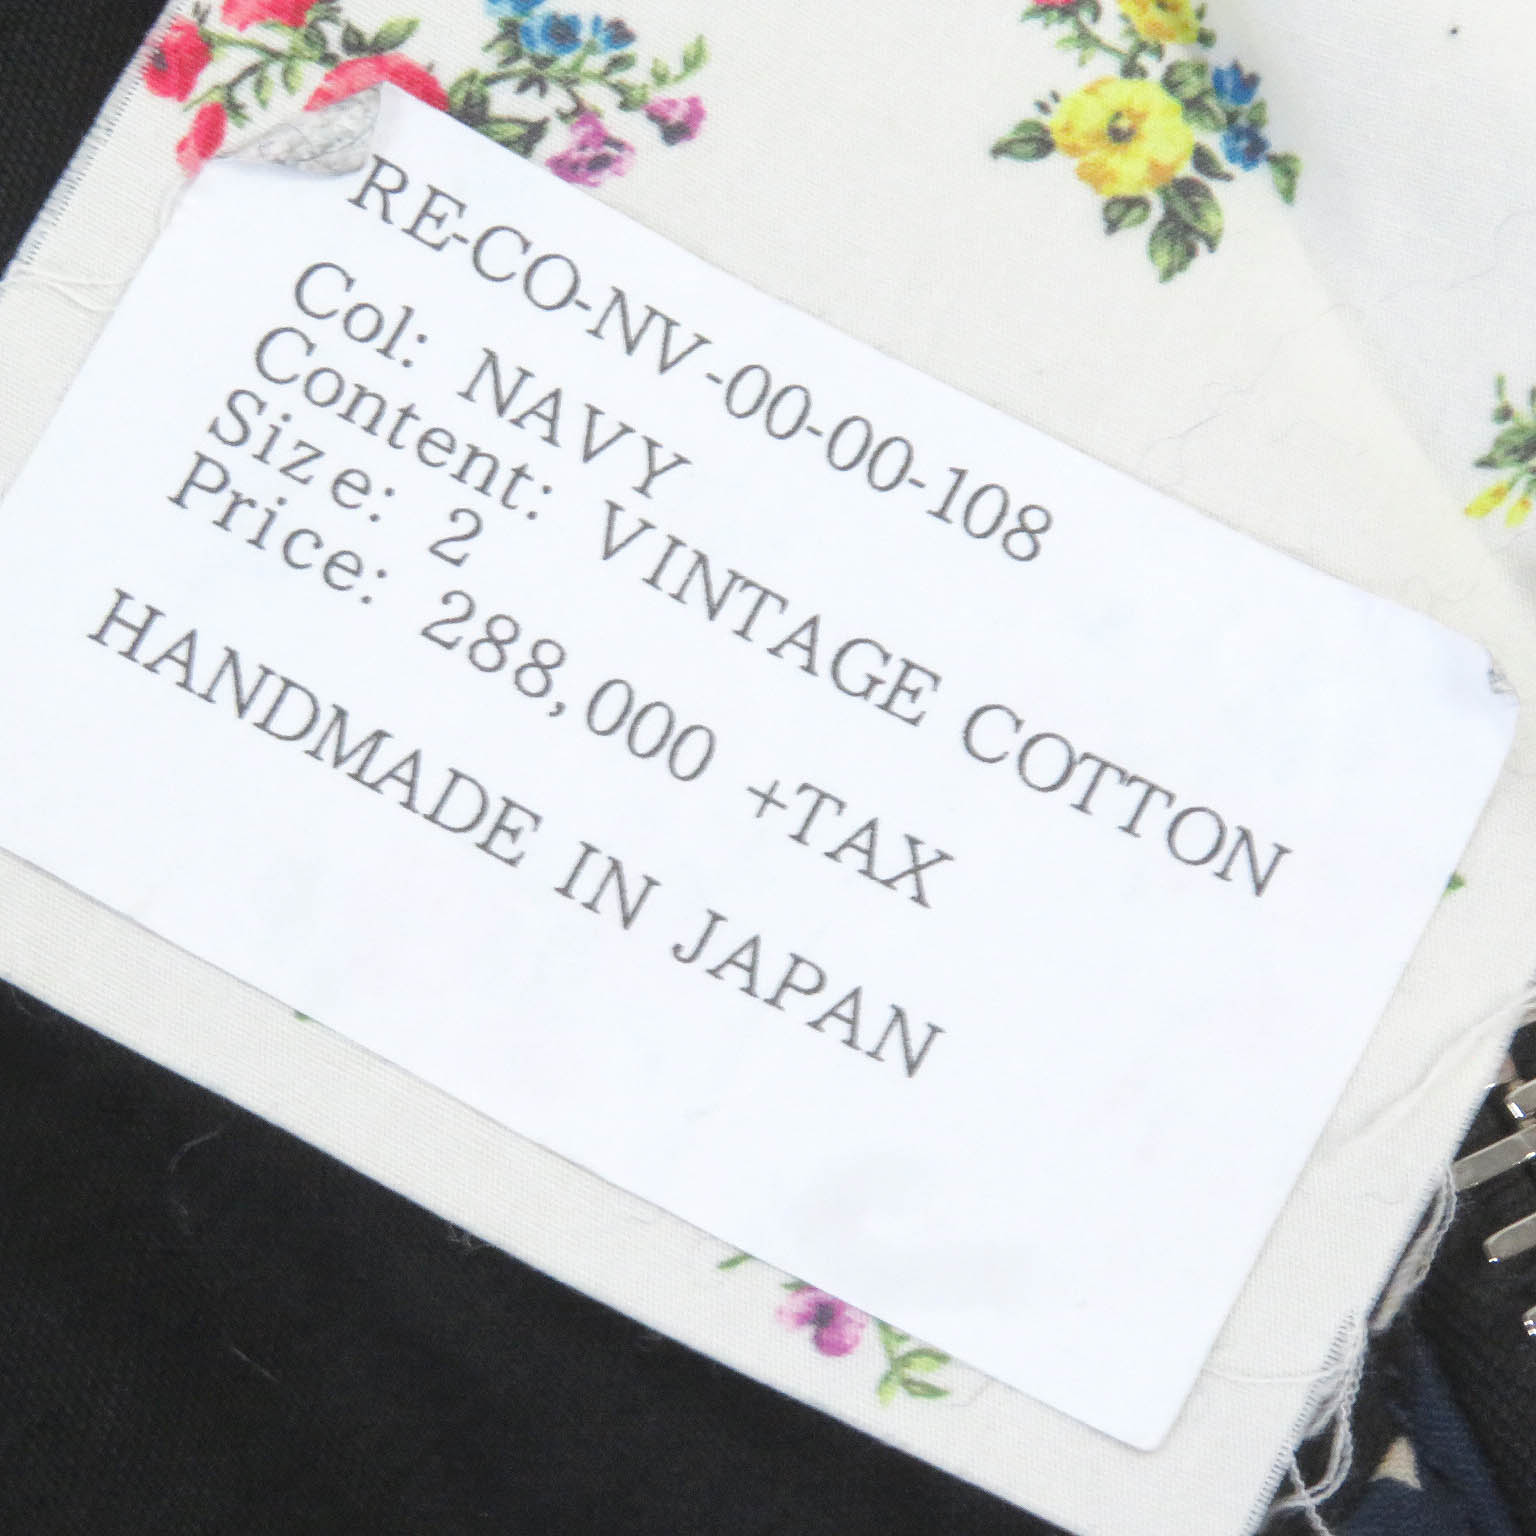 RE-CO-NV-00-00-108
Col: NAVY
Content: VINTAGE COTTON
Size: 2
Price: 288,000 +TAX
HANDMADE IN JAPAN